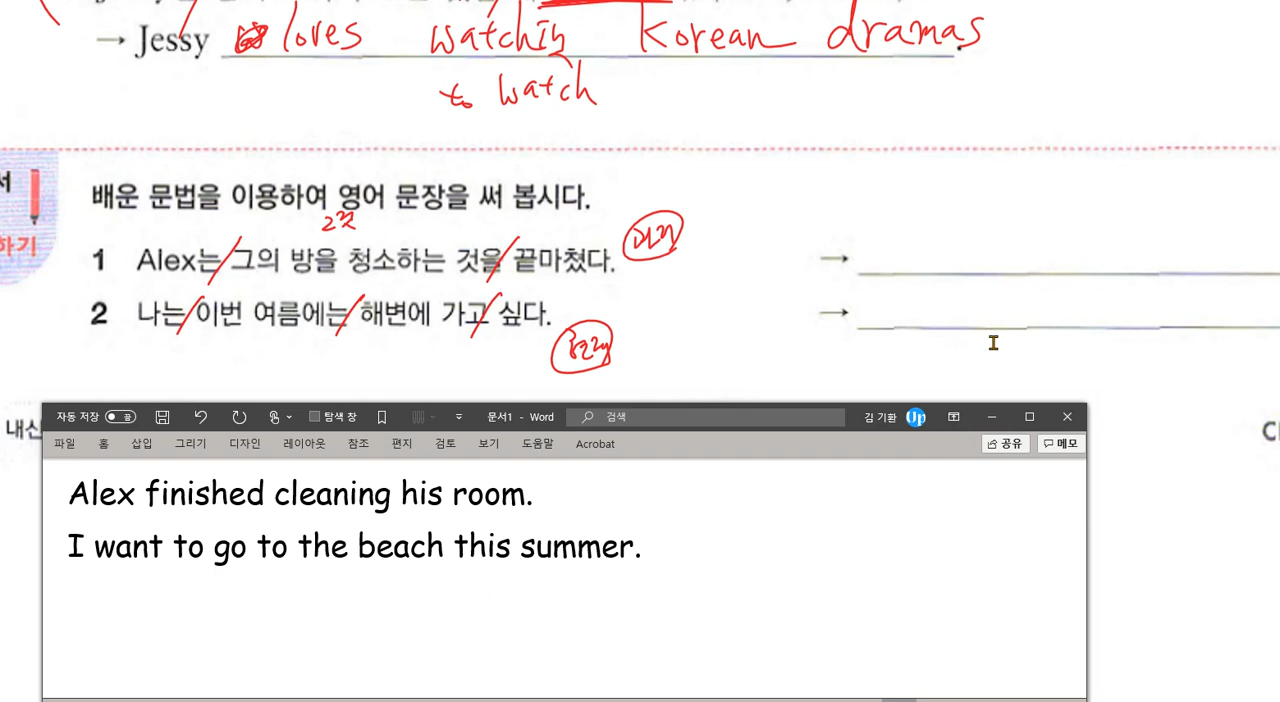 → Jessy loves watching Korean dramas.
to watch
서
하기
배운 문법을 이용하여 영어 문장을 써 봅시다.
1 Alex는 그의 방을 청소하는 것을 끝마쳤다. 과거 →
2 나는 이번 여름에는 해변에 가고 싶다. →
내신
자동 저장 끔 탐색 창 문서1 - Word 검색 김 기환 Up
파일 홈 삽입 그리기 디자인 레이아웃 참조 편지 검토 보기 도움말 Acrobat 공유 메모
Alex finished cleaning his room.
I want to go to the beach this summer.